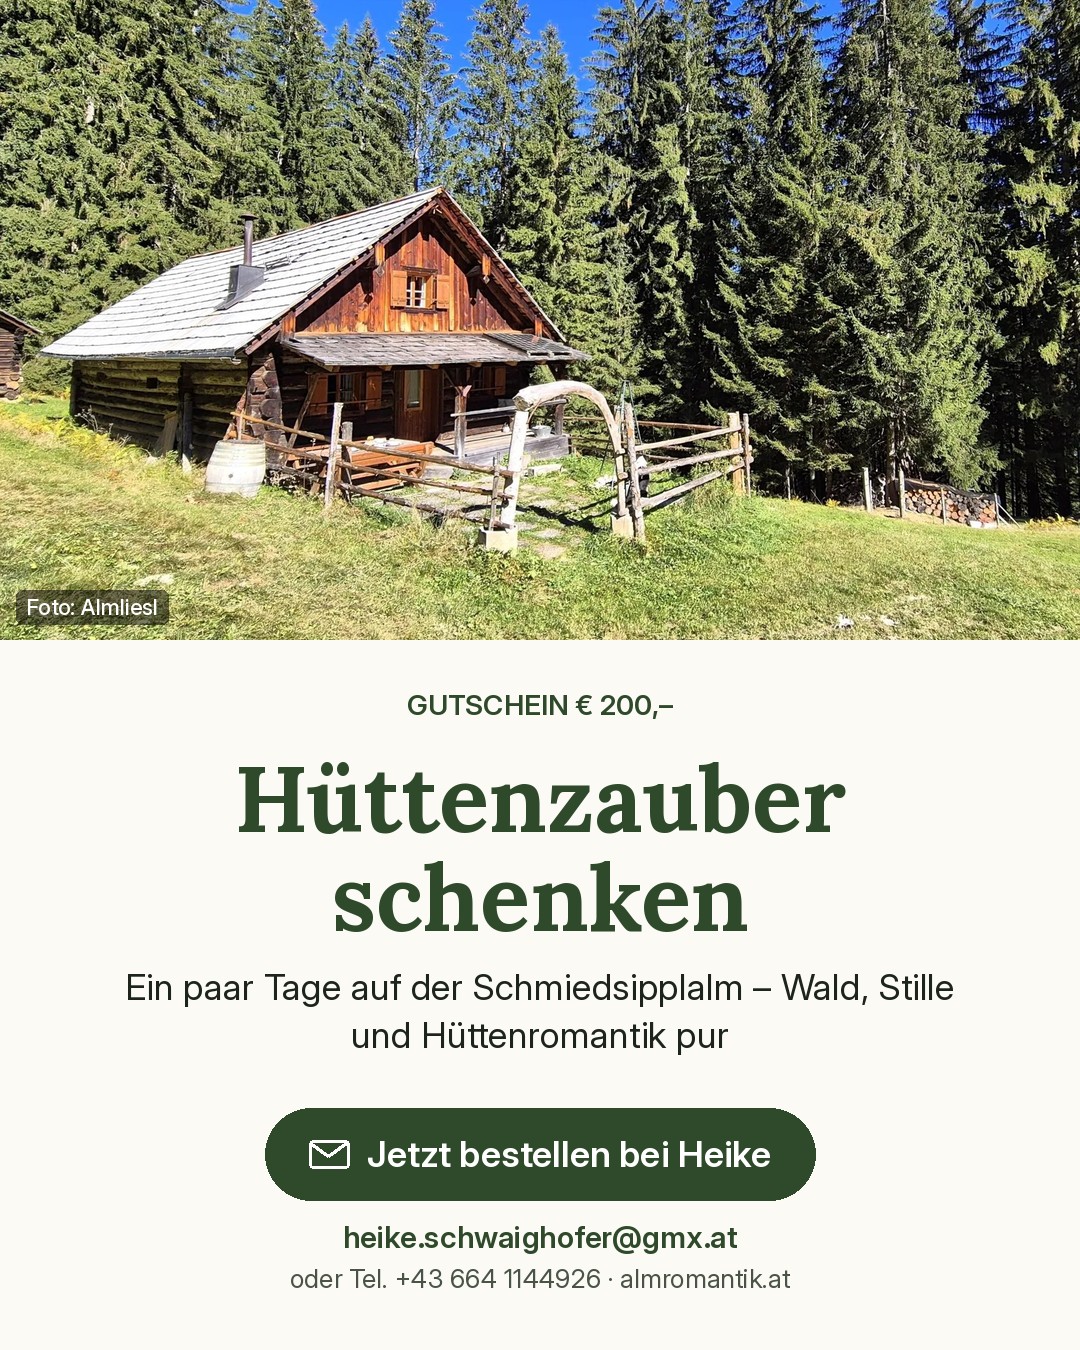 Foto: Almliesl
GUTSCHEIN € 200,–
Hüttenzauber
schenken
Ein paar Tage auf der Schmiedsipplalm – Wald, Stille
und Hüttenromantik pur
Jetzt bestellen bei Heike
heike.schwaighofer@gmx.at
oder Tel. +43 664 1144926 · almromantik.at